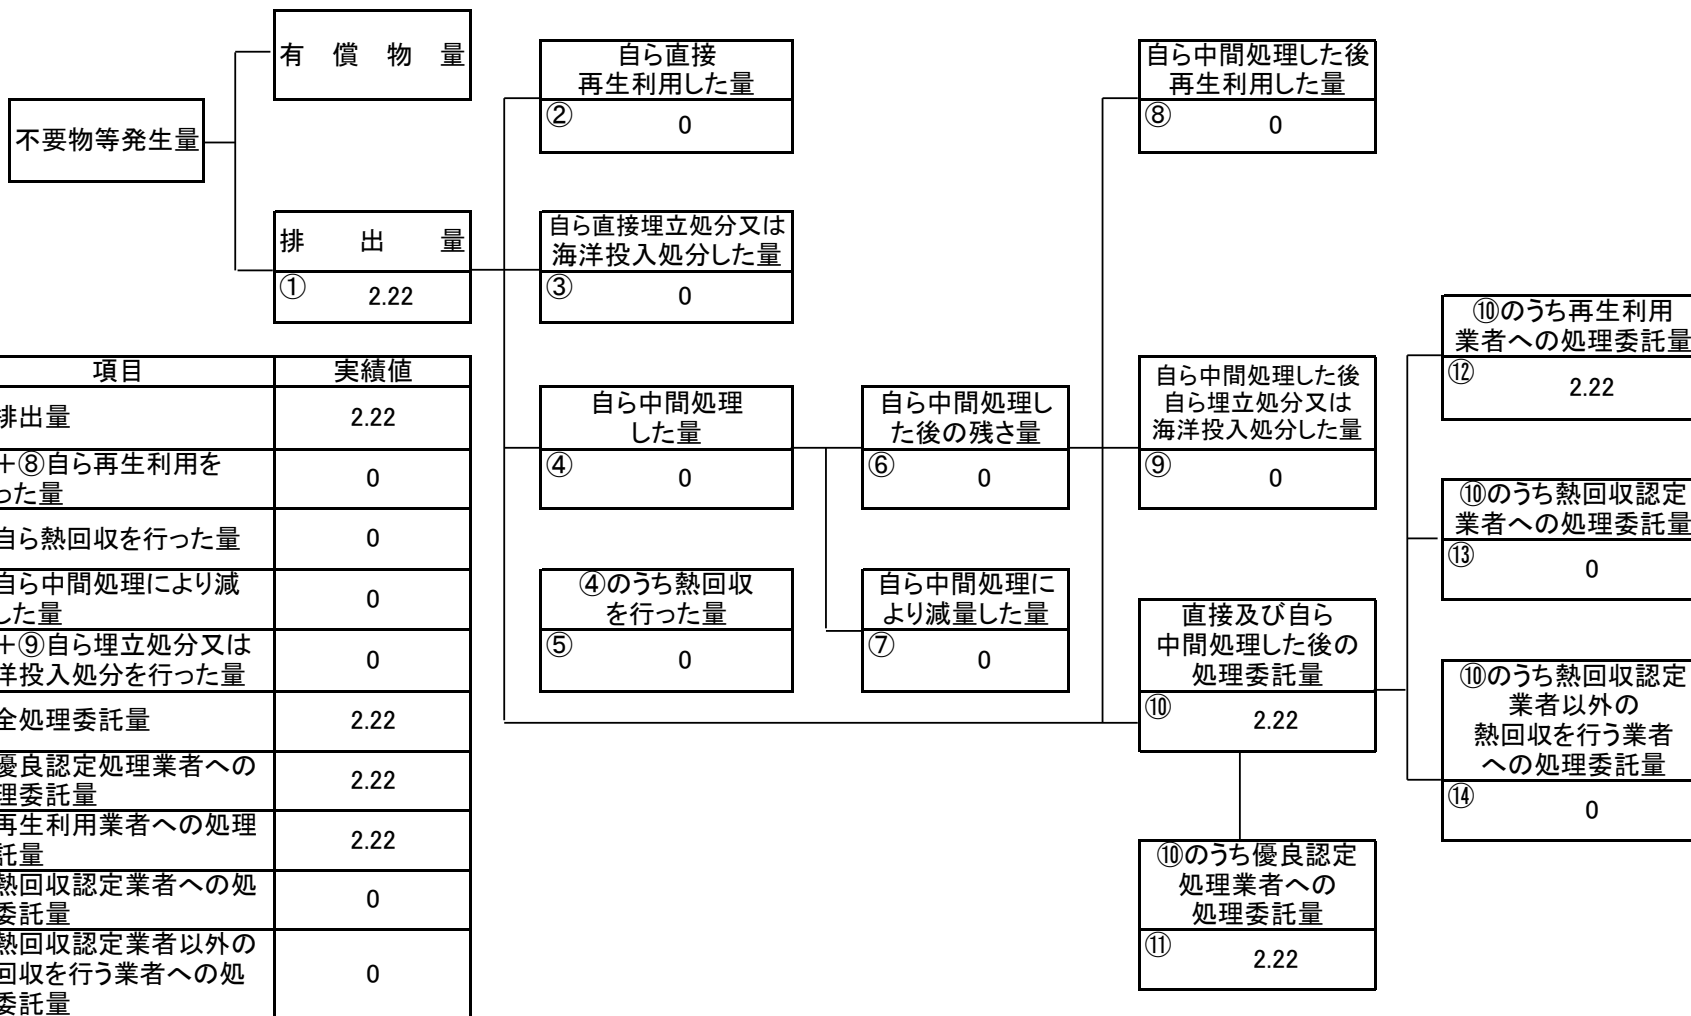 有償物量
不要物等発生量
排出量
① 2.22
自ら直接
再生利用した量
② 0
自ら直接埋立処分又は
海洋投入処分した量
③ 0
自ら中間処理
した量
④ 0
④のうち熱回収
を行った量
⑤ 0
自ら中間処理し
た後の残さ量
⑥ 0
自ら中間処理に
より減量した量
⑦ 0
自ら中間処理した後
再生利用した量
⑧ 0
自ら中間処理した後
自ら埋立処分又は
海洋投入処分した量
⑨ 0
直接及び自ら
中間処理した後の
処理委託量
⑩ 2.22
⑩のうち優良認定
処理業者への
処理委託量
⑪ 2.22
⑩のうち再生利用
業者への処理委託量
⑫ 2.22
⑩のうち熱回収認定
業者への処理委託量
⑬ 0
⑩のうち熱回収認定
業者以外の
熱回収を行う業者
への処理委託量
⑭ 0
項目 実績値
排出量 2.22
+⑧自ら再生利用を
った量 0
自ら熱回収を行った量 0
自ら中間処理により減
した量 0
+⑨自ら埋立処分又は
洋投入処分を行った量 0
全処理委託量 2.22
優良認定処理業者への
理委託量 2.22
再生利用業者への処理
託量 2.22
熱回収認定業者への処
委託量 0
熱回収認定業者以外の
回収を行う業者への処
委託量 0